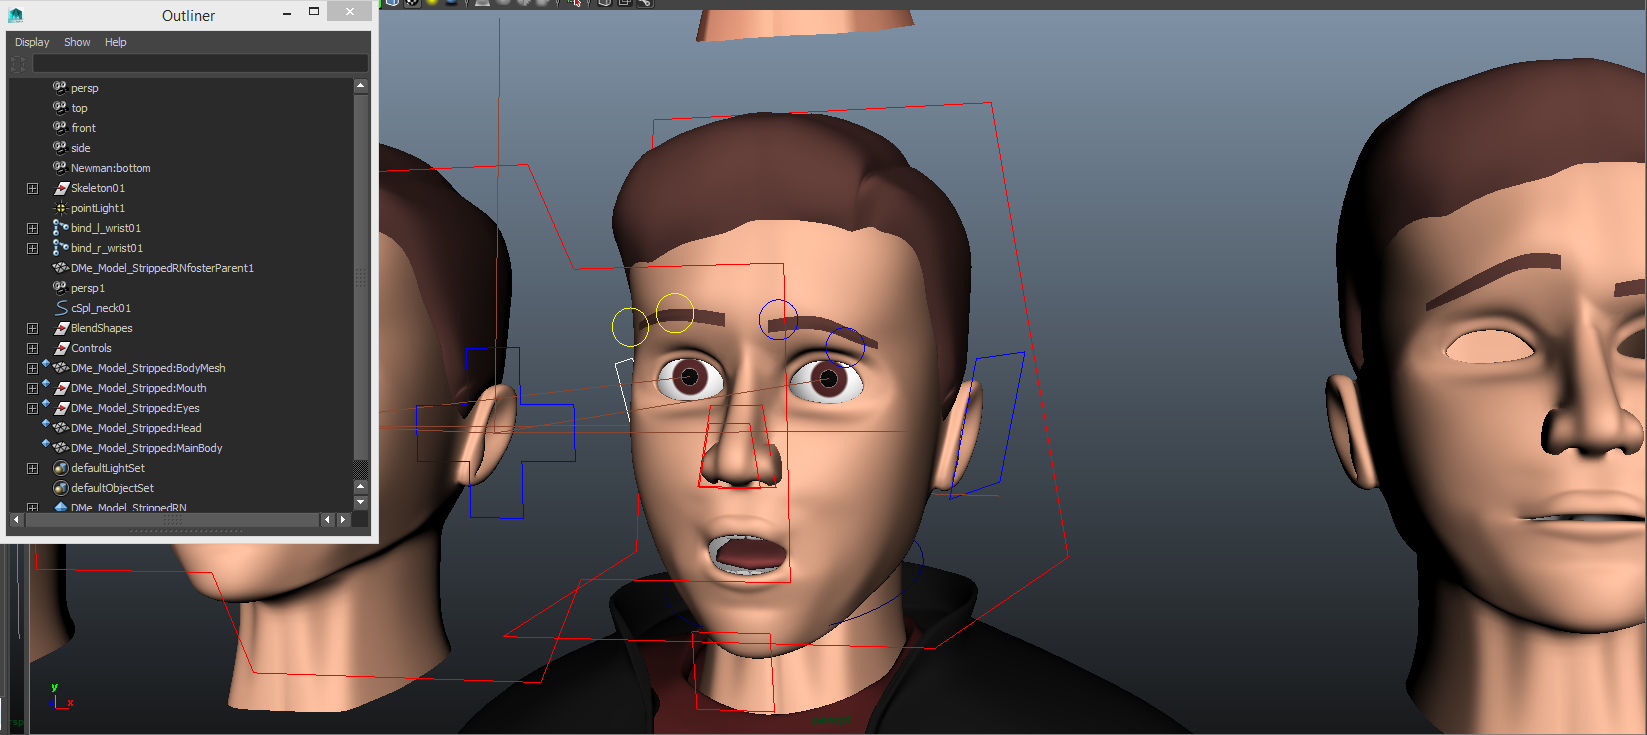 Outliner
Display Show Help
persp
top
front
side
Newman:bottom
Skeleton01
pointLight1
bind_l_wrist01
bind_r_wrist01
DMe_Model_StrippedRNfosterParent1
persp1
cSpl_neck01
BlendShapes
Controls
DMe_Model_Stripped:BodyMesh
DMe_Model_Stripped:Mouth
DMe_Model_Stripped:Eyes
DMe_Model_Stripped:Head
DMe_Model_Stripped:MainBody
defaultLightSet
defaultObjectSet
DMe_Model_StrippedRN
y
x